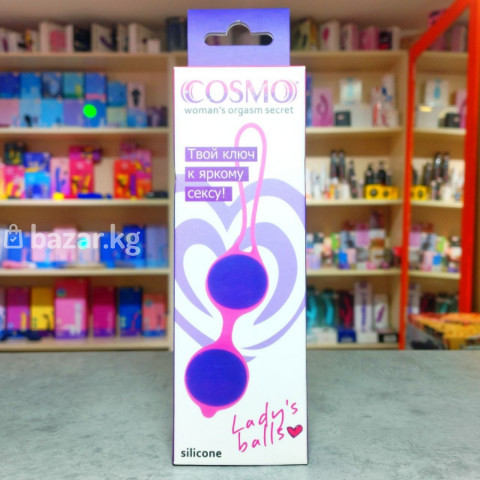 COSMO
woman's orgasm secret
Твой ключ
к яркому
сексу!
bazar.kg
Lady's
balls
silicone